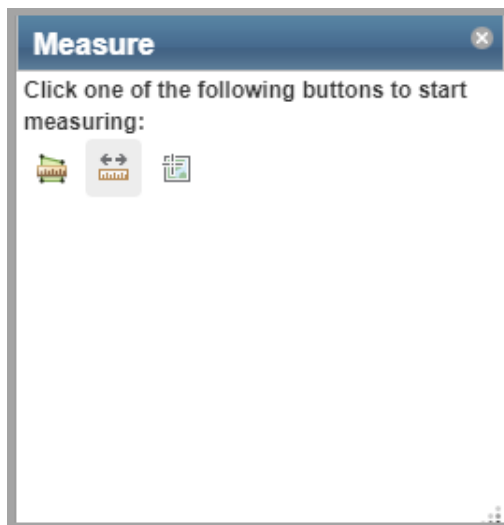 Measure
Click one of the following buttons to start
measuring: